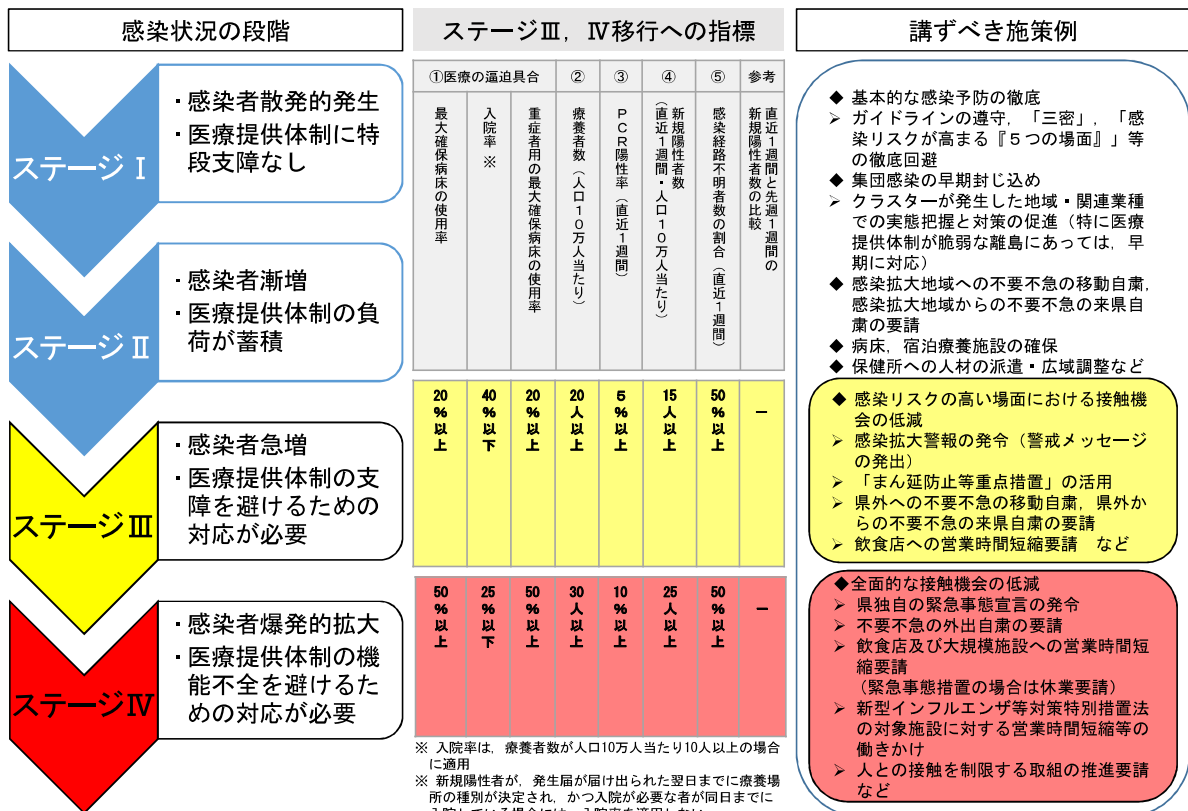 感染状況の段階
ステージⅢ，Ⅳ移行への指標
講ずべき施策例
ステージⅠ
・感染者散発的発生
・医療提供体制に特
段支障なし
ステージⅡ
・感染者漸増
・医療提供体制の負
荷が蓄積
ステージⅢ
・感染者急増
・医療提供体制の支
障を避けるための
対応が必要
ステージⅣ
・感染者爆発的拡大
・医療提供体制の機
能不全を避けるた
めの対応が必要
①医療の逼迫具合
②
③
④
⑤
参考
最大確保病床の使用率
入院率 ※
重症者用の最大確保病床の使用率
療養者数（人口１０万人当たり）
ＰＣＲ陽性率（直近１週間）
新規陽性者数
（直近１週間・人口１０万人当たり）
感染経路不明者数の割合（直近１週間）
直近１週間と先週１週間の
新規陽性者数の比較
20％以上
40％以下
20％以上
20人以上
5％以上
15人以上
50％以上
－
50％以上
25％以下
50％以上
30人以上
10％以上
25人以上
50％以上
－
※ 入院率は，療養者数が人口10万人当たり10人以上の場合
に適用
※ 新規陽性者が，発生届が届け出られた翌日までに療養場
所の種別が決定され，かつ入院が必要な者が同日までに
◆ 基本的な感染予防の徹底
➢ ガイドラインの遵守，「三密」，「感
染リスクが高まる『５つの場面』」等
の徹底回避
◆ 集団感染の早期封じ込め
➢ クラスターが発生した地域・関連業種
での実態把握と対策の促進（特に医療
提供体制が脆弱な離島にあっては，早
期に対応）
◆ 感染拡大地域への不要不急の移動自粛，
感染拡大地域からの不要不急の来県自
粛の要請
◆ 病床，宿泊療養施設の確保
◆ 保健所への人材の派遣・広域調整など
◆ 感染リスクの高い場面における接触機
会の低減
➢ 感染拡大警報の発令（警戒メッセージ
の発出）
➢ 「まん延防止等重点措置」の活用
➢ 県外への不要不急の移動自粛，県外か
らの不要不急の来県自粛の要請
➢ 飲食店への営業時間短縮要請 など
◆全面的な接触機会の低減
➢ 県独自の緊急事態宣言の発令
➢ 不要不急の外出自粛の要請
➢ 飲食店及び大規模施設への営業時間短
縮要請
（緊急事態措置の場合は休業要請）
➢ 新型インフルエンザ等対策特別措置法
の対象施設に対する営業時間短縮等の
働きかけ
➢ 人との接触を制限する取組の推進要請
など